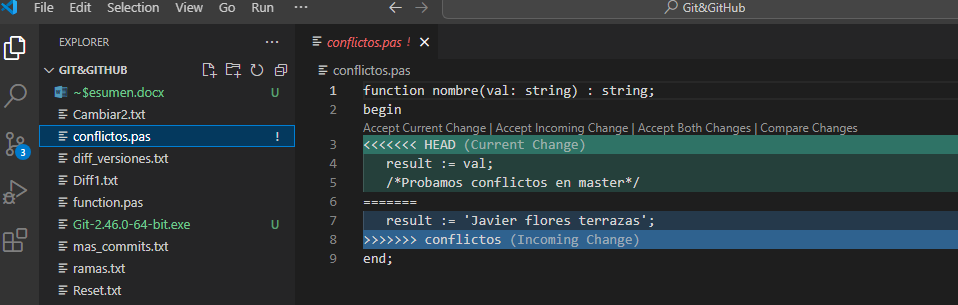 File Edit Selection View Go Run ··· Git&GitHub
EXPLORER ···
GIT&GITHUB
~$esumen.docx U
Cambiar2.txt
conflictos.pas !
diff_versiones.txt
Diff1.txt
function.pas
Git-2.46.0-64-bit.exe U
mas_commits.txt
ramas.txt
Reset.txt
3
conflictos.pas !
conflictos.pas
1 function nombre(val: string) : string;
2 begin
Accept Current Change | Accept Incoming Change | Accept Both Changes | Compare Changes
3 <<<<<<< HEAD (Current Change)
4 result := val;
5 /*Probamos conflictos en master*/
6 =======
7 result := 'Javier flores terrazas';
8 >>>>>>> conflictos (Incoming Change)
9 end;